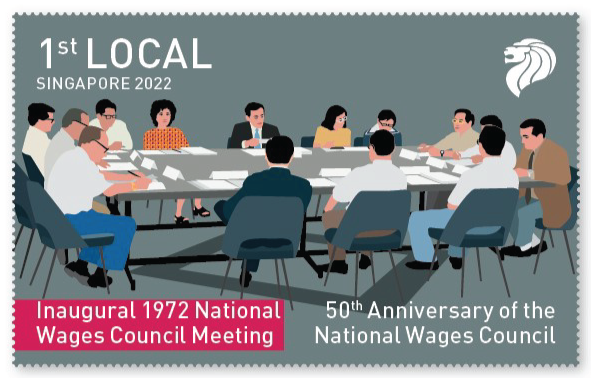 1st LOCAL
SINGAPORE 2022
Inaugural 1972 National
Wages Council Meeting
50th Anniversary of the
National Wages Council